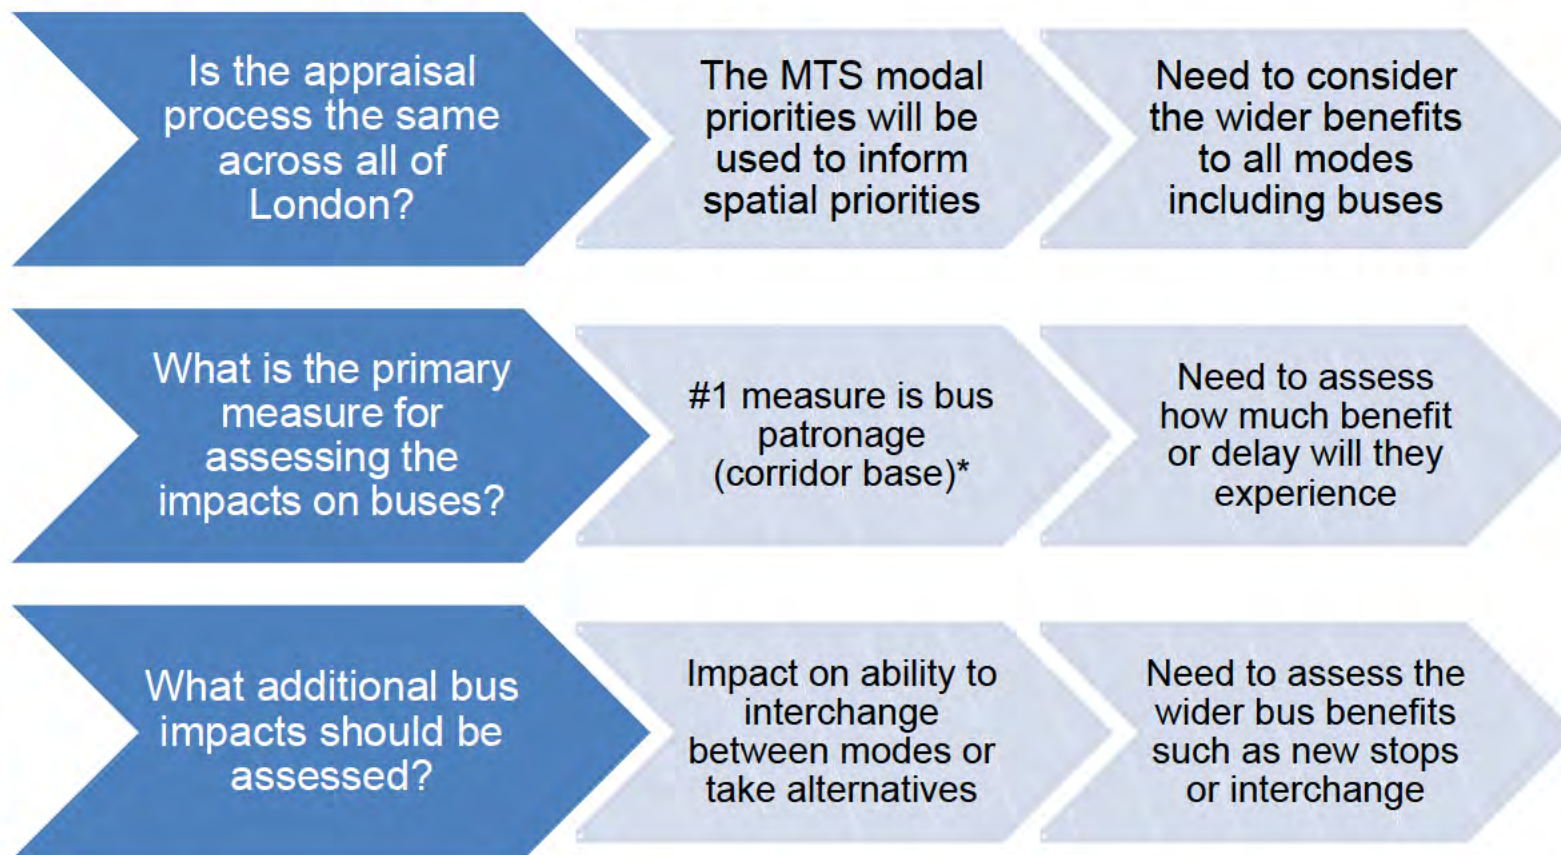 Is the appraisal
process the same
across all of
London?
The MTS modal
priorities will be
used to inform
spatial priorities
Need to consider
the wider benefits
to all modes
including buses
What is the primary
measure for
assessing the
impacts on buses?
#1 measure is bus
patronage
(corridor base)*
Need to assess
how much benefit
or delay will they
experience
What additional bus
impacts should be
assessed?
Impact on ability to
interchange
between modes or
take alternatives
Need to assess the
wider bus benefits
such as new stops
or interchange